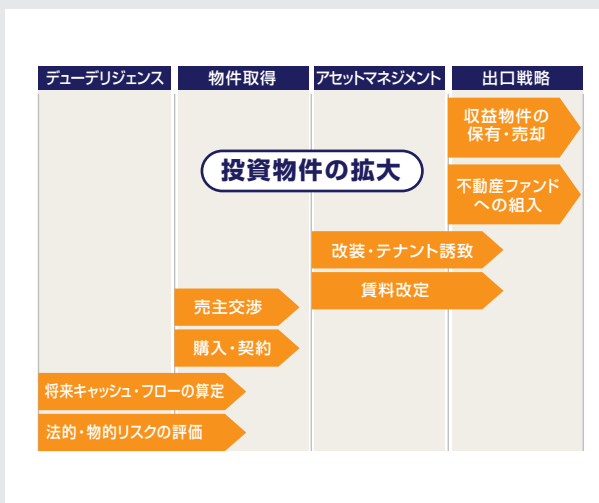 デューデリジェンス
物件取得
アセットマネジメント
出口戦略
収益物件の
保有・売却
投資物件の拡大
不動産ファンド
への組入
改装・テナント誘致
賃料改定
売主交渉
購入・契約
将来キャッシュ・フローの算定
法的・物的リスクの評価